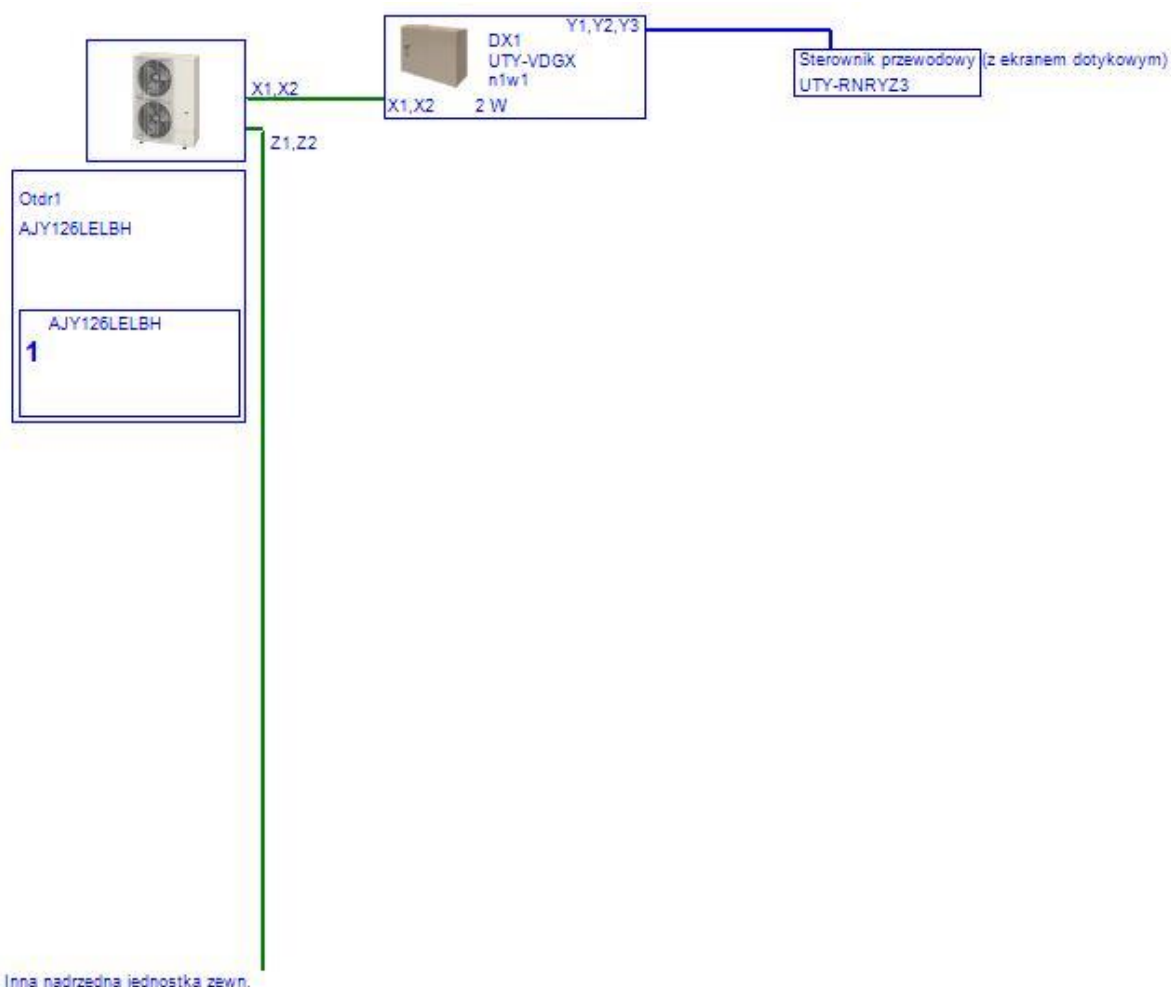 Y1,Y2,Y3
DX1
UTY-VDGX
n1w1
X1,X2
X1,X2
2 W
Sterownik przewodowy (z ekranem dotykowym)
UTY-RNRYZ3
Z1,Z2
Otdr1
AJY126LELBH
AJY126LELBH
1
Inna nadrzedna jednostka zewn.